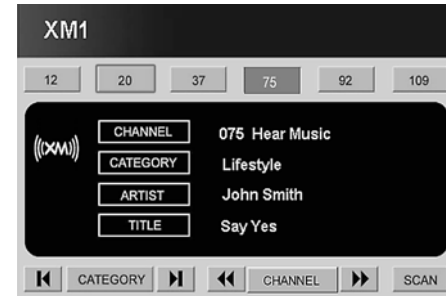 XM1
12 20 37 75 92 109
((XM)) CHANNEL 075 Hear Music
CATEGORY Lifestyle
ARTIST John Smith
TITLE Say Yes
CATEGORY CHANNEL SCAN